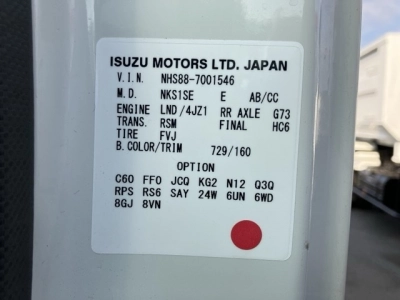 ISUZU MOTORS LTD. JAPAN
V.I.N. NHS88-7001546
M.D. NKS1SE E AB/CC
ENGINE LND/4JZ1 RR AXLE G73
TRANS. RSM FINAL HC6
TIRE FVJ
B.COLOR/TRIM 729/160
OPTION
C60 FF0 JCQ KG2 N12 Q3Q
RPS RS6 SAY 24W 6UN 6WD
8GJ 8VN